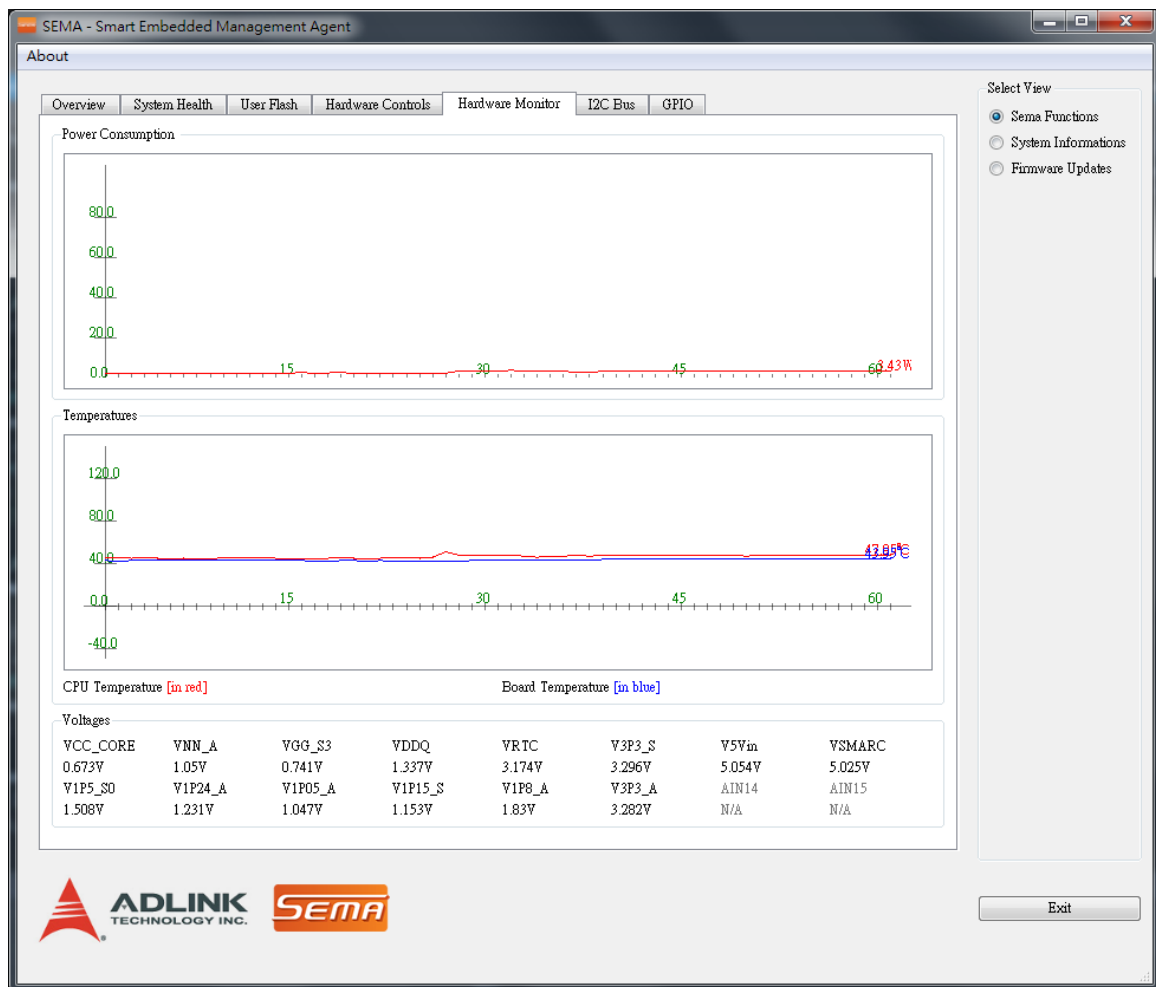 SEMA - Smart Embedded Management Agent
About
Overview System Health User Flash Hardware Controls Hardware Monitor I2C Bus GPIO
Select View
Sema Functions
System Informations
Firmware Updates
Power Consumption
80.0
60.0
40.0
20.0
0.0 15 30 45 60 3.43W
Temperatures
120.0
80.0
40.0
0.0 15 30 45 60
-40.0
CPU Temperature [in red] Board Temperature [in blue]
Voltages
VCC_CORE VNN_A VGG_S3 VDDQ VRTC V3P3_S V5Vin VSMARC
0.673V 1.05V 0.741V 1.337V 3.174V 3.296V 5.054V 5.025V
V1P5_S0 V1P24_A V1P05_A V1P15_S V1P8_A V3P3_A AIN14 AIN15
1.508V 1.231V 1.047V 1.153V 1.83V 3.282V N/A N/A
ADLINK
TECHNOLOGY INC.
SEMA
Exit